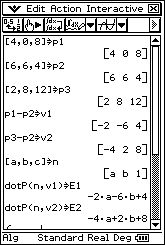 Edit Action Interactive
[4,0,8]⇒p1
[4 0 8]
[6,6,4]⇒p2
[6 6 4]
[2,8,12]⇒p3
[2 8 12]
p1-p2⇒v1
[-2 -6 4]
p3-p2⇒v2
[-4 2 8]
[a,b,c]⇒n
[a b 1]
dotP(n,v1)⇒E1
-2·a-6·b+4
dotP(n,v2)⇒E2
-4·a+2·b+8
Alg Standard Real Deg